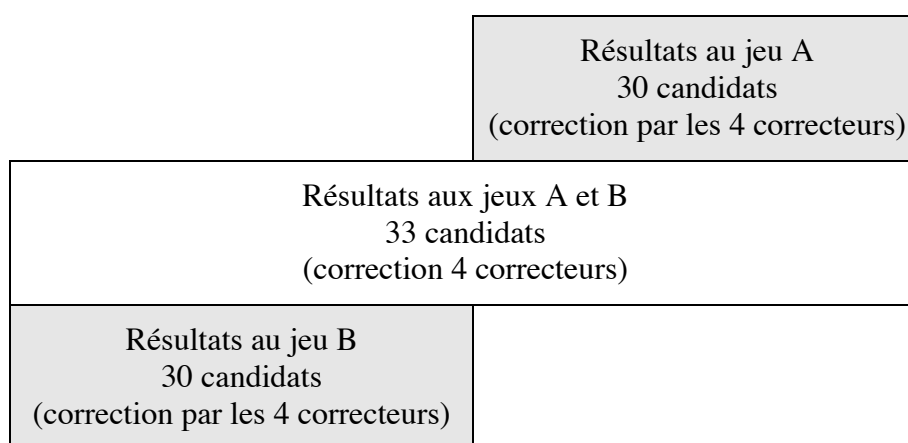 Résultats au jeu A
30 candidats
(correction par les 4 correcteurs)
Résultats aux jeux A et B
33 candidats
(correction 4 correcteurs)
Résultats au jeu B
30 candidats
(correction par les 4 correcteurs)